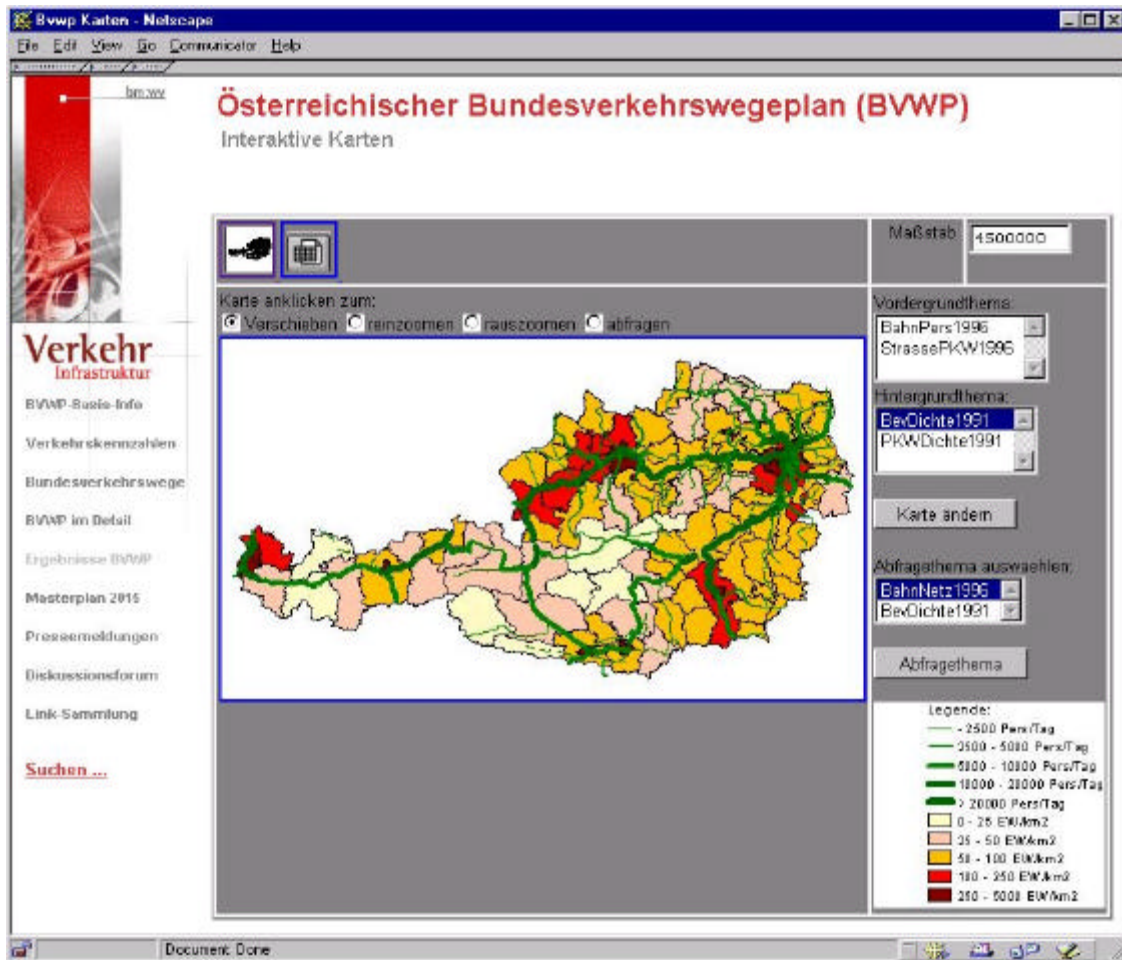 Bvwp Karten - Netscape
File Edit View Go Communicator Help
bm:wv
Österreichischer Bundesverkehrswegeplan (BVWP)
Interaktive Karten
Maßstab 4500000
Karte anklicken zum:
Verschieben reinzoomen rauszoomen abfragen
Vordergrundthema:
BahnPers1996
StrassePKW1996
Hintergrundthema:
BevDichte1991
PKWDichte1991
Karte ändern
Abfragethema auswaehlen:
BahnNetz1996
BevDichte1991
Abfragethema
Legende:
- 2500 Pers/Tag
2500 - 5000 Pers/Tag
5000 - 10000 Pers/Tag
10000 - 20000 Pers/Tag
> 20000 Pers/Tag
0 - 25 EW/km2
25 - 50 EW/km2
50 - 100 EW/km2
100 - 250 EW/km2
250 - 5000 EW/km2
Verkehr
Infrastruktur
BVWP-Basis-Info
Verkehrskennzahlen
Bundesverkehrswege
BVWP im Detail
Ergebnisse BVWP
Masterplan 2015
Pressemeldungen
Diskussionsforum
Link-Sammlung
Suchen ...
Document: Done